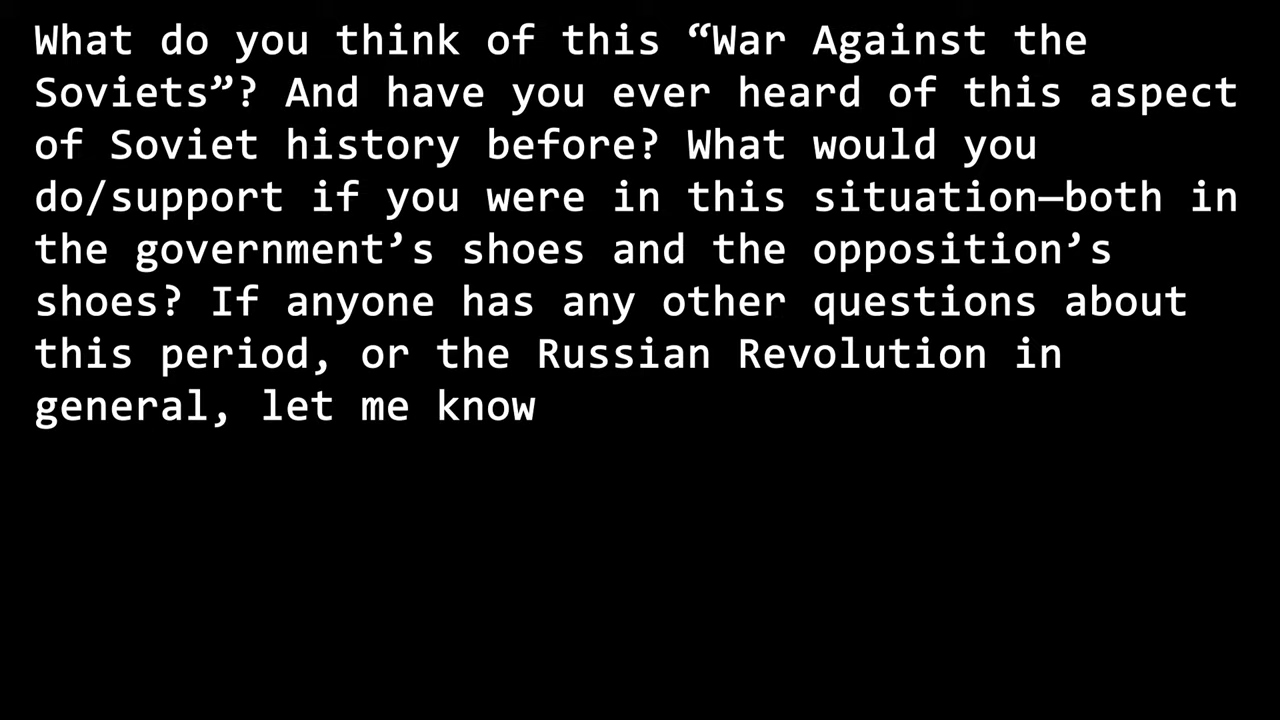 What do you think of this “War Against the
Soviets”? And have you ever heard of this aspect
of Soviet history before? What would you
do/support if you were in this situation—both in
the government’s shoes and the opposition’s
shoes? If anyone has any other questions about
this period, or the Russian Revolution in
general, let me know